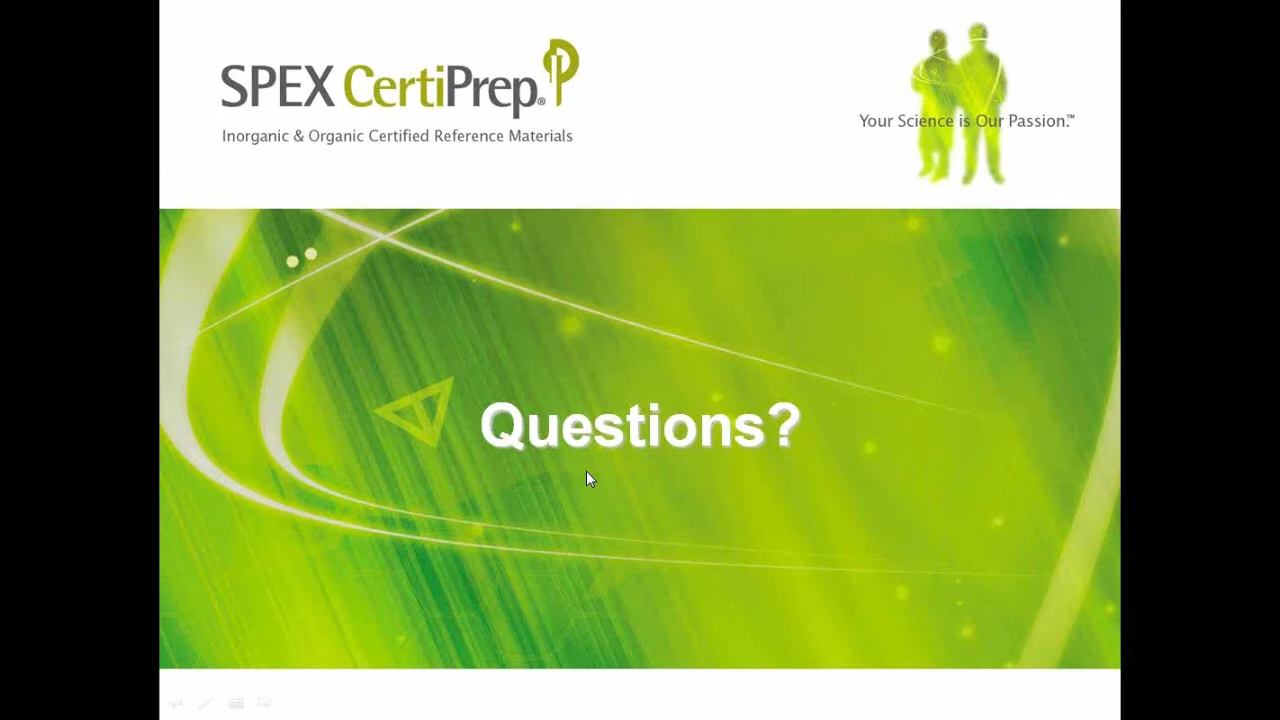 SPEX CertiPrep®
Inorganic & Organic Certified Reference Materials
Your Science is Our Passion.™
Questions?